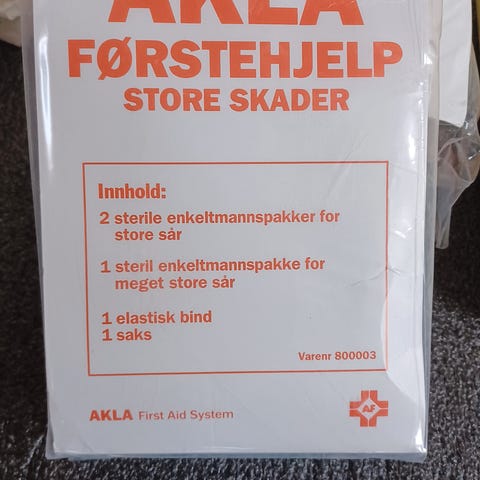 AKLA
FØRSTEHJELP
STORE SKADER
Innhold:
2 sterile enkeltmannspakker for
store sår
1 steril enkeltmannspakke for
meget store sår
1 elastisk bind
1 saks
Varenr 800003
AKLA First Aid System
AF